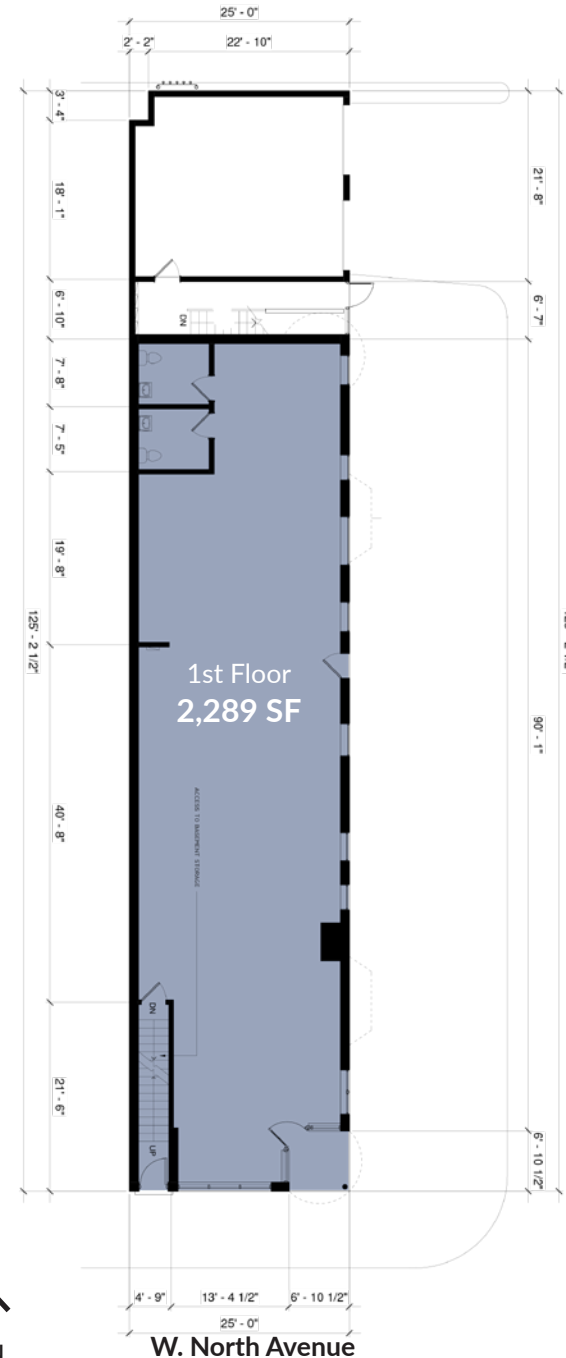 25' - 0"
2' - 2"
22' - 10"
3' - 4"
18' - 1"
21' - 8"
6' - 10"
6' - 7"
DN
7' - 8"
7' - 5"
19' - 8"
125' - 2 1/2"
1st Floor
2,289 SF
90' - 1"
ACCESS TO BASEMENT STORAGE
40' - 8"
DN
21' - 6"
UP
6' - 10 1/2"
4' - 9"
13' - 4 1/2"
6' - 10 1/2"
25' - 0"
W. North Avenue